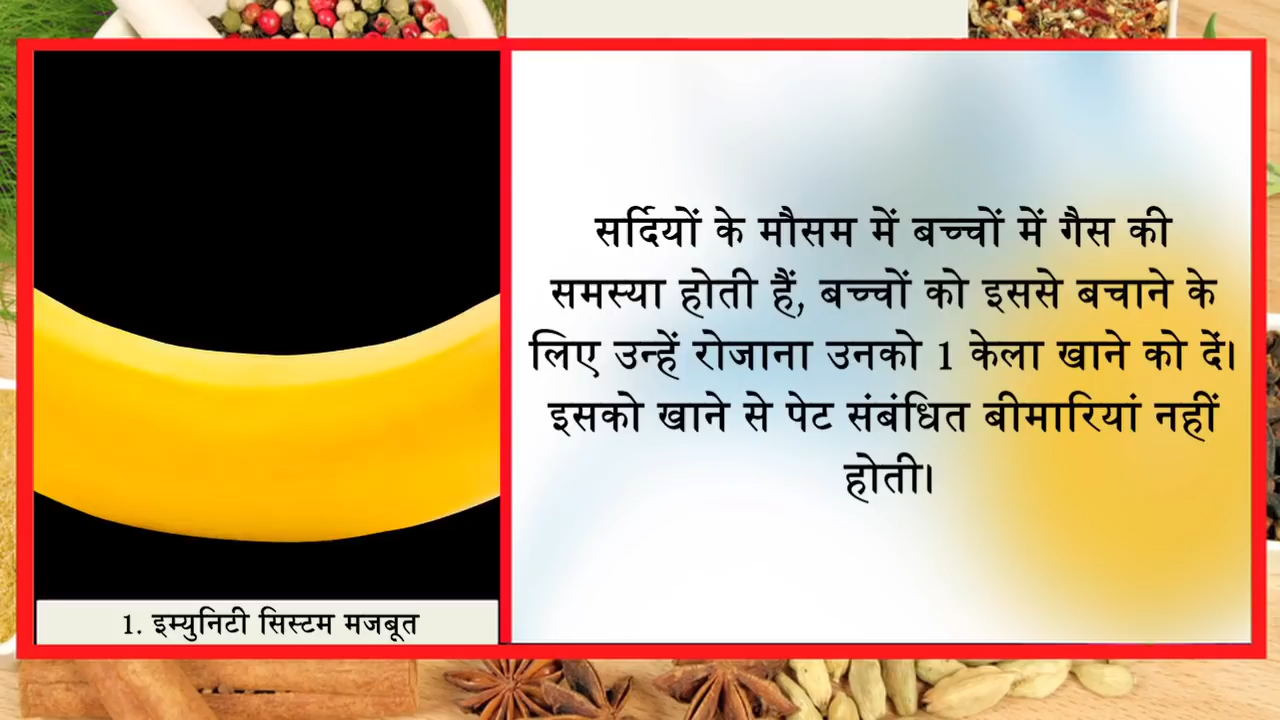 सर्दियों के मौसम में बच्चों में गैस की
समस्या होती हैं, बच्चों को इससे बचाने के
लिए उन्हें रोजाना उनको 1 केला खाने को दें।
इसको खाने से पेट संबंधित बीमारियां नहीं
होती।
1. इम्युनिटी सिस्टम मजबूत